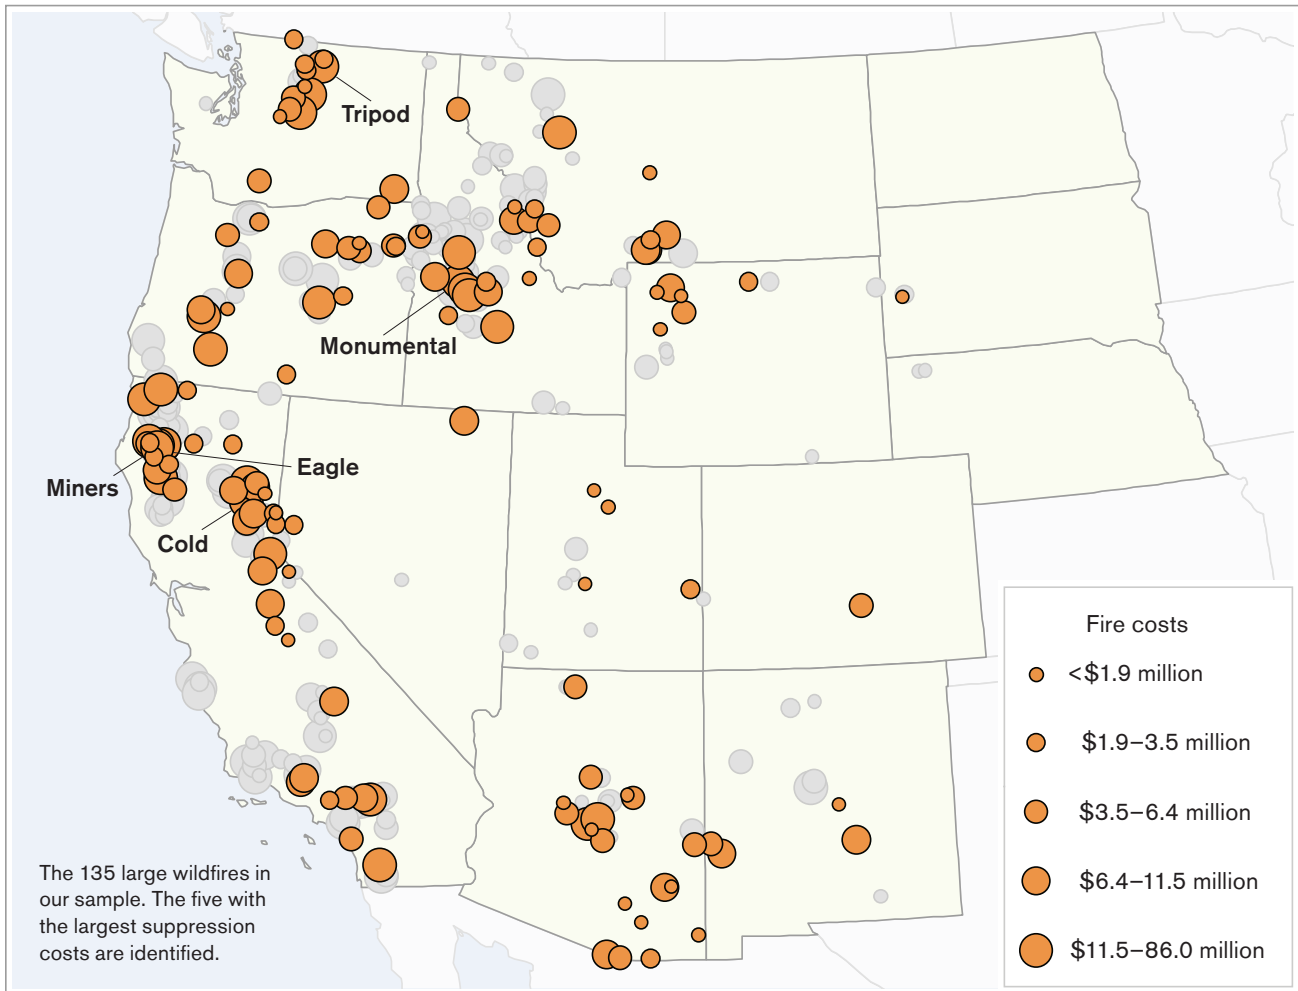 Tripod
Monumental
Eagle
Miners
Cold
Fire costs
<$1.9 million
$1.9–3.5 million
$3.5–6.4 million
$6.4–11.5 million
$11.5–86.0 million
The 135 large wildfires in
our sample. The five with
the largest suppression
costs are identified.